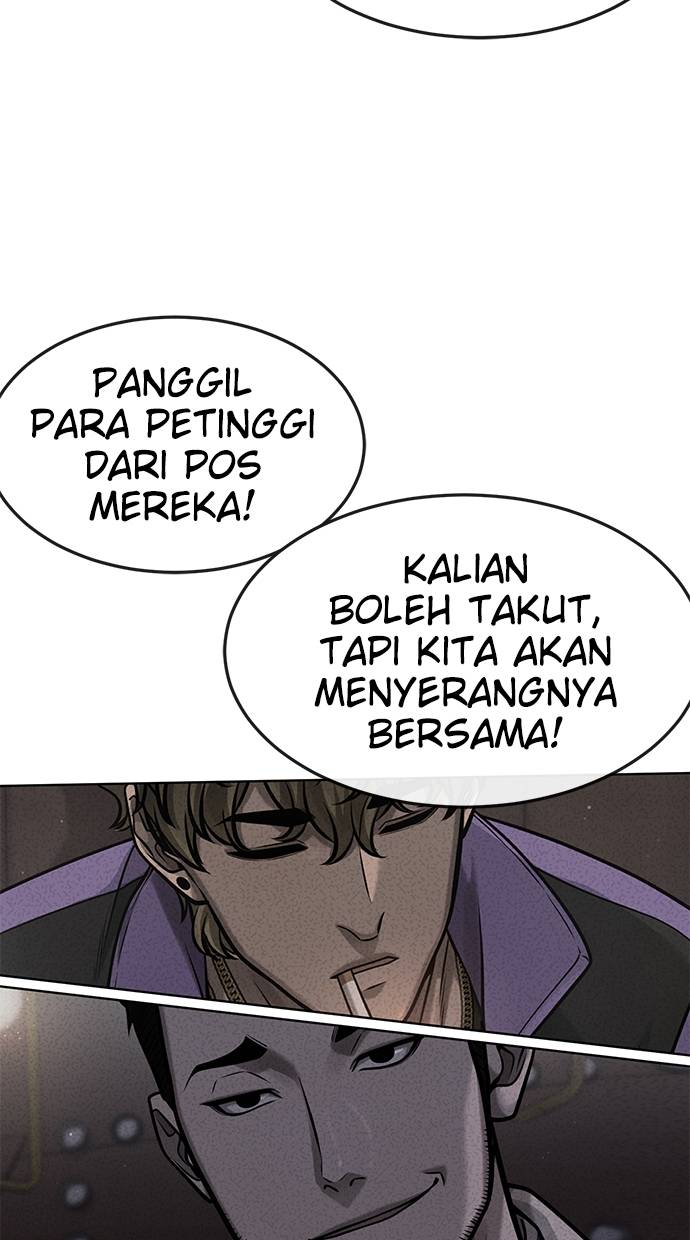 PANGGIL
PARA PETINGGI
DARI POS
MEREKA!
KALIAN
BOLEH TAKUT,
TAPI KITA AKAN
MENYERANGNYA
BERSAMA!